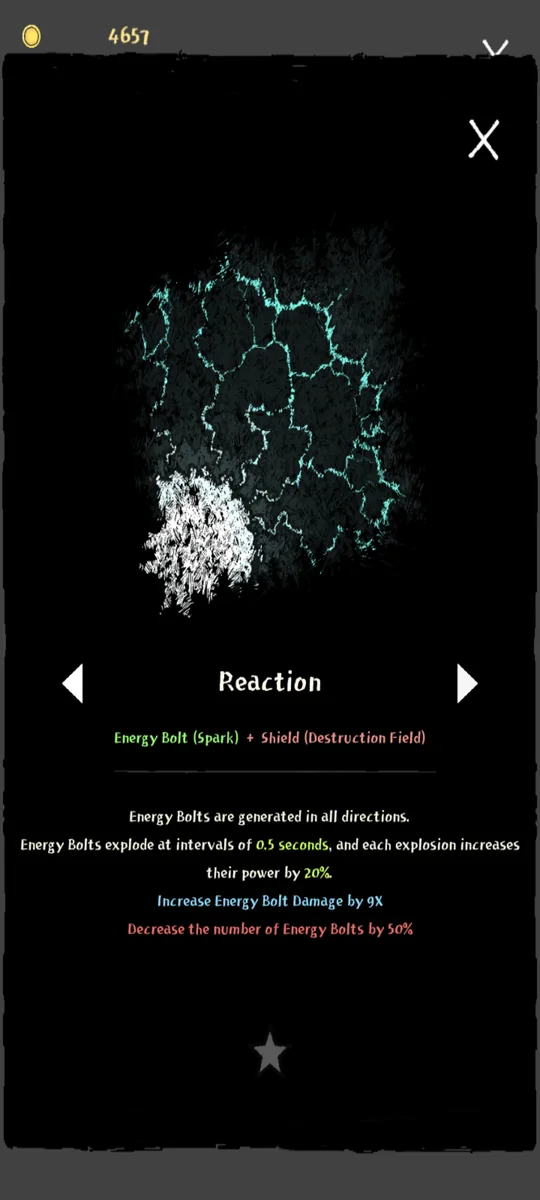 4657
X
Reaction
Energy Bolt (Spark) + Shield (Destruction Field)
Energy Bolts are generated in all directions.
Energy Bolts explode at intervals of 0.5 seconds, and each explosion increases
their power by 20%.
Increase Energy Bolt Damage by 9X
Decrease the number of Energy Bolts by 50%